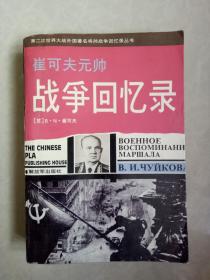 第二次世界大战外国著名将帅战争回忆录丛书
崔可夫元帅
战争回忆录
[苏]В·И·崔可夫
THE CHINESE
PLA
PUBLISHING HOUSE
解放军出版社
ВОЕННОЕ
ВОСПОМИНАНИ
МАРШАЛА
В.И.ЧУЙКОВА